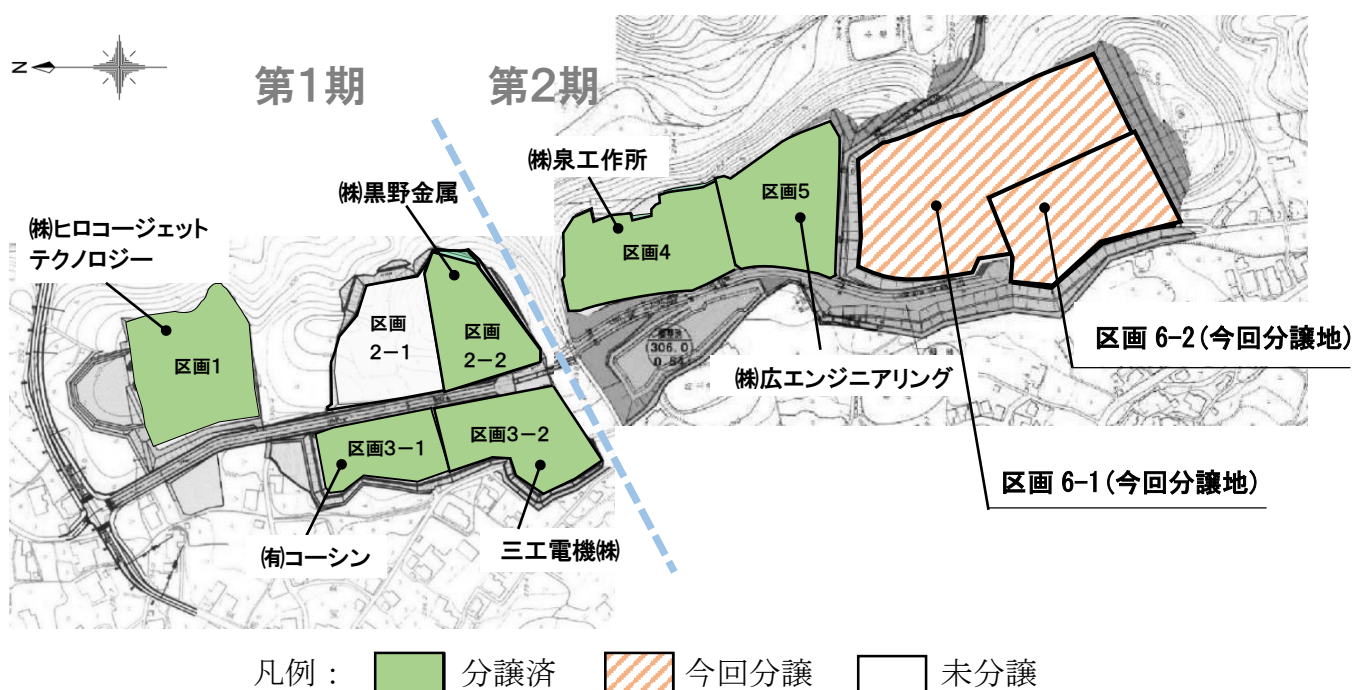 N
第1期
第2期
㈱泉工作所
㈱黒野金属
㈱ヒロコージェット
テクノロジー
区画5
区画4
区画
2-1
区画
2-2
区画1
306.0
区画 6-2(今回分譲地)
㈱広エンジニアリング
区画3-1
区画3-2
区画 6-1(今回分譲地)
㈲コーシン
三工電機㈱
凡例：
分譲済
今回分譲
未分譲